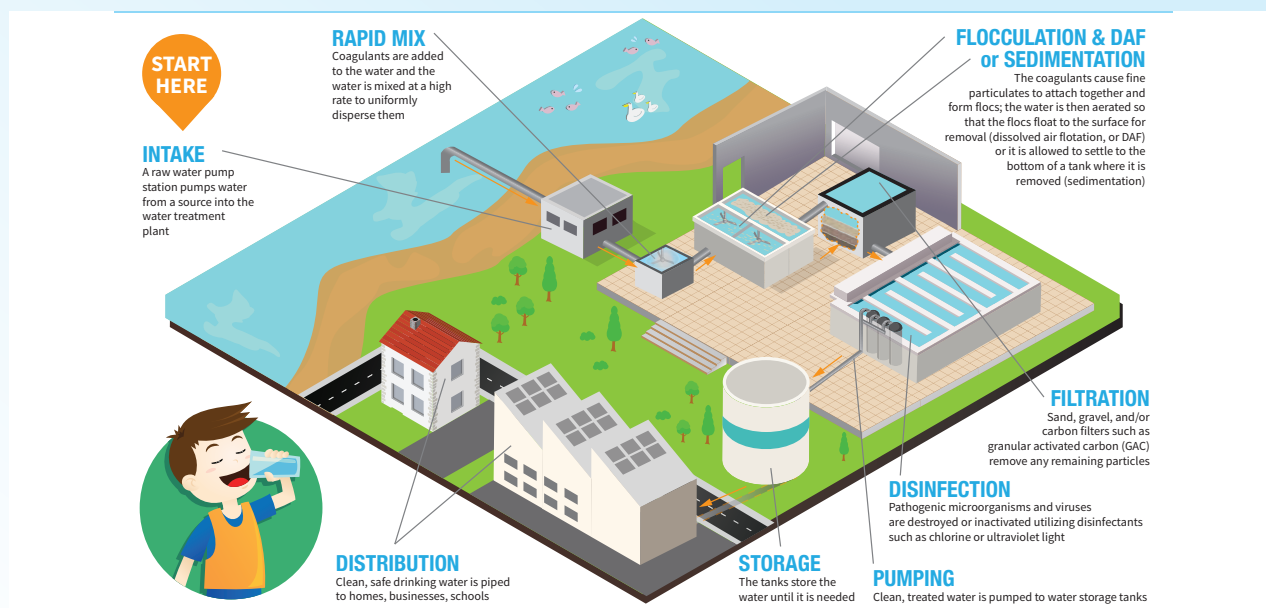 START
HERE
INTAKE
A raw water pump
station pumps water
from a source into the
water treatment
plant
RAPID MIX
Coagulants are added
to the water and the
water is mixed at a high
rate to uniformly
disperse them
FLOCCULATION & DAF
or SEDIMENTATION
The coagulants cause fine
particulates to attach together and
form flocs; the water is then aerated so
that the flocs float to the surface for
removal (dissolved air flotation, or DAF)
or it is allowed to settle to the
bottom of a tank where it is
removed (sedimentation)
FILTRATION
Sand, gravel, and/or
carbon filters such as
granular activated carbon (GAC)
remove any remaining particles
DISINFECTION
Pathogenic microorganisms and viruses
are destroyed or inactivated utilizing disinfectants
such as chlorine or ultraviolet light
PUMPING
Clean, treated water is pumped to water storage tanks
STORAGE
The tanks store the
water until it is needed
DISTRIBUTION
Clean, safe drinking water is piped
to homes, businesses, schools